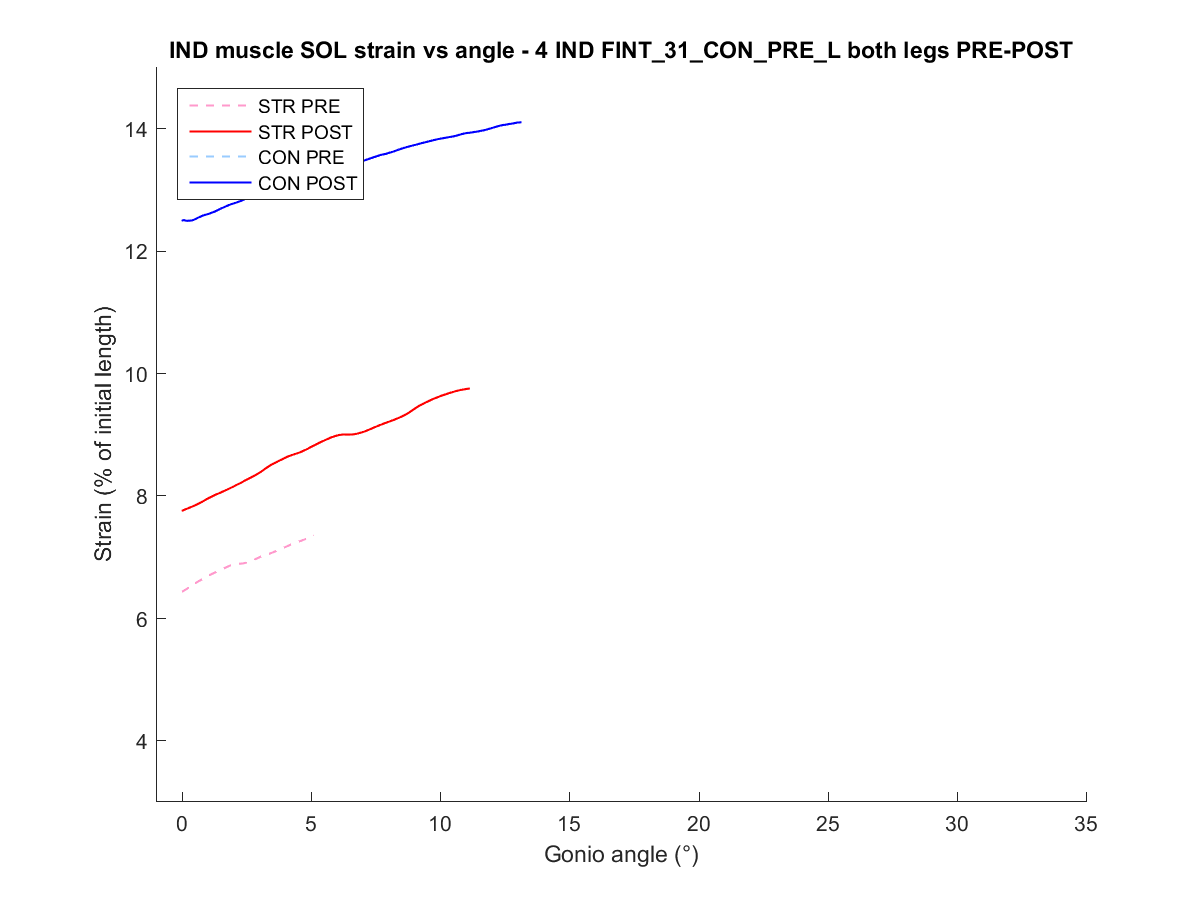 IND muscle SOL strain vs angle - 4 IND FINT_31_CON_PRE_L both legs PRE-POST
STR PRE
STR POST
CON PRE
CON POST
14
12
10
8
6
4
Strain (% of initial length)
0 5 10 15 20 25 30 35
Gonio angle (°)